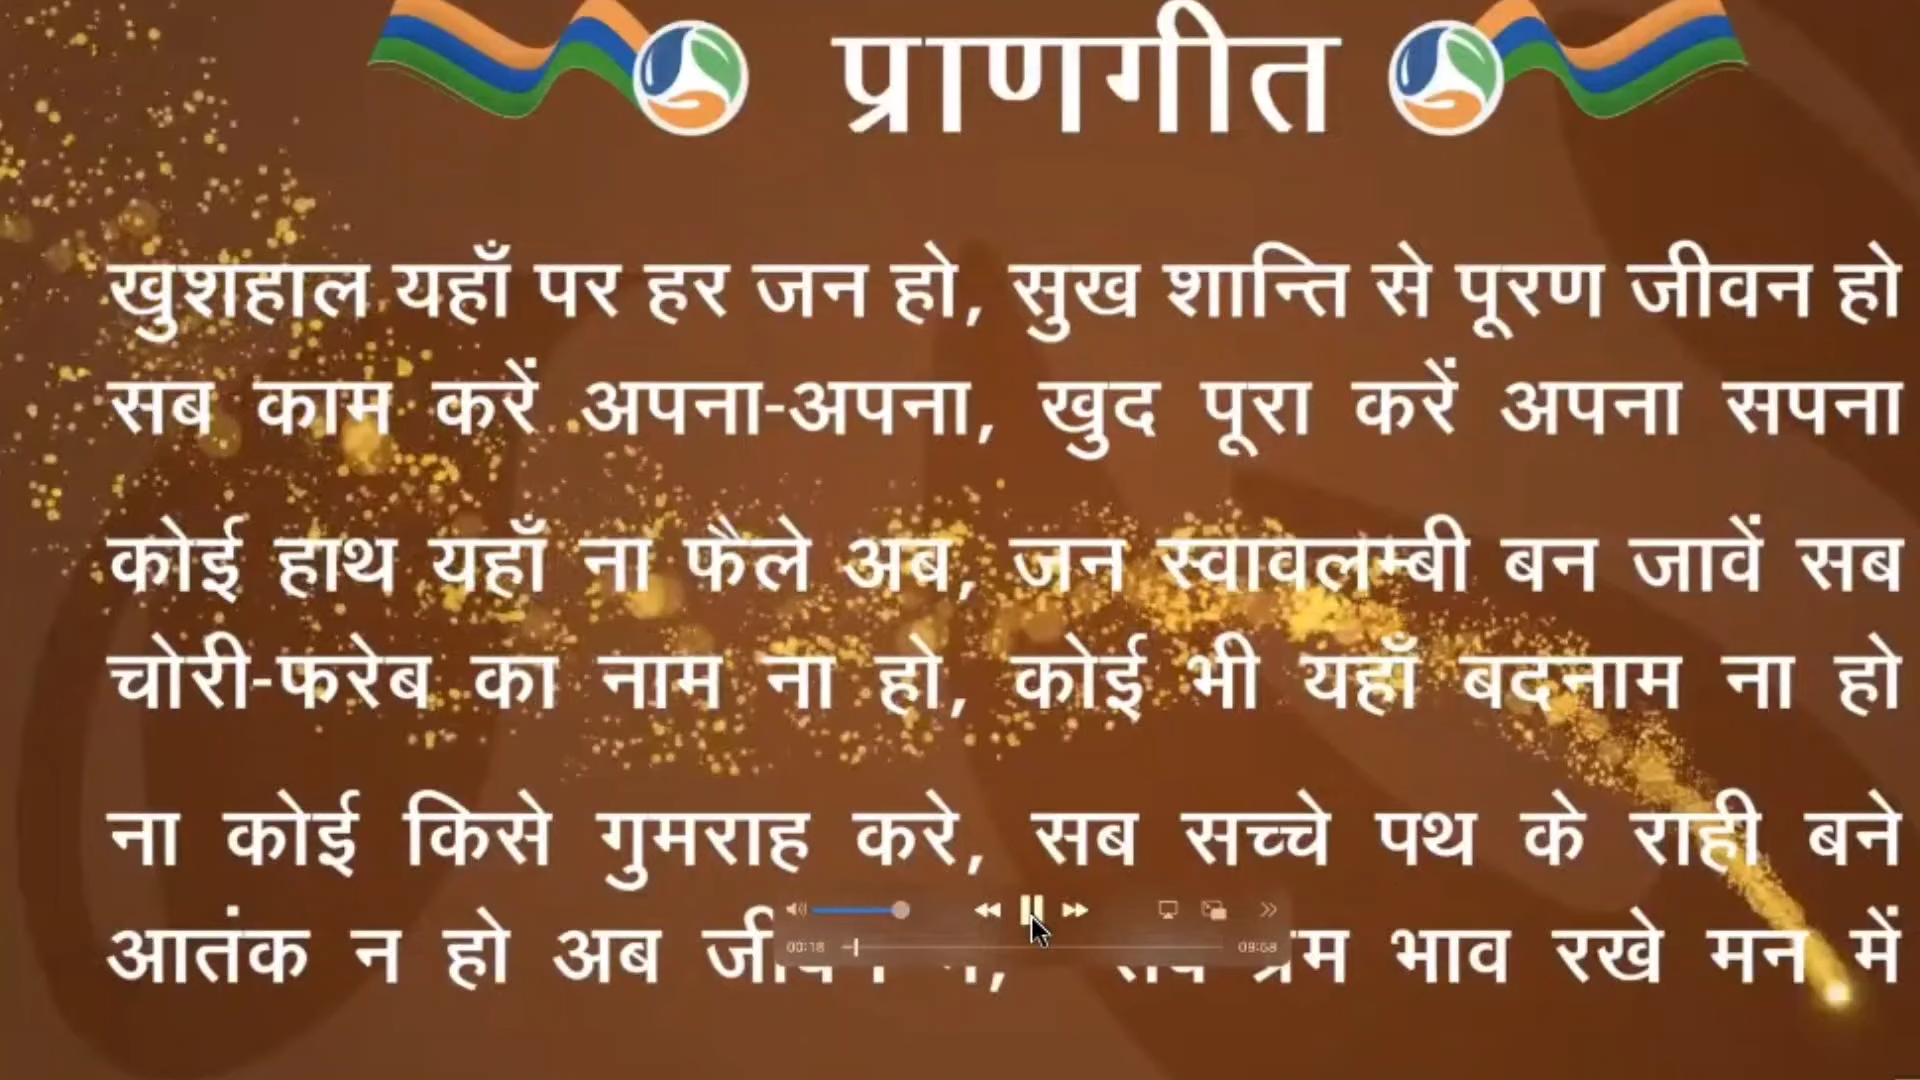 प्राणगीत
खुशहाल यहाँ पर हर जन हो, सुख शान्ति से पूरण जीवन हो
सब काम करें अपना-अपना, खुद पूरा करें अपना सपना
कोई हाथ यहाँ ना फैले अब, जन स्वावलम्बी बन जावें सब
चोरी-फरेब का नाम ना हो, कोई भी यहाँ बदनाम ना हो
ना कोई किसे गुमराह करे, सब सच्चे पथ के राही बने
00:18 09:58
आतंक न हो अब भाव रखे मन में